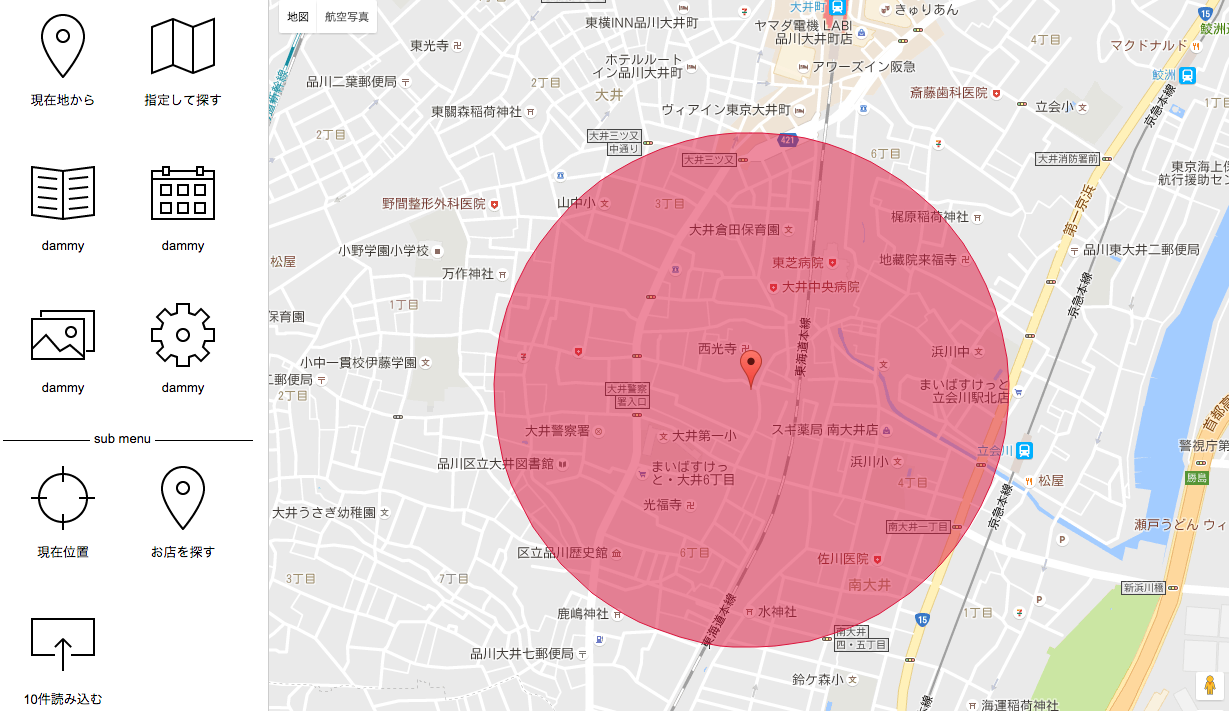 現在地から
指定して探す
dammy
dammy
dammy
dammy
sub menu
現在位置
お店を探す
10件読み込む
地図
航空写真
大井町
きゅりあん
15
東横INN品川大井町
ヤマダ電機 LABI
品川大井町店
4丁目
マクドナルド
東光寺
ホテルルート
イン品川大井町
アワーズイン阪急
鮫洲
品川二葉郵便局
2丁目
大井
斎藤歯科医院
立会小
京急本線
東關森稲荷神社
ヴィアイン東京大井町
2丁目
大井三ツ又
中通り
421
大井三ツ又
6丁目
大井消防署前
東京海上
航行援助セン
野間整形外科医院
山中小
3丁目
梶原稲荷神社
第一京浜
大井倉田保育園
小野学園小学校
品川東大井二郵便局
松屋
万作神社
東芝病院
地蔵院来福寺
大井中央病院
京急本線
1丁目
保育園
東海道本線
西光寺
浜川中
小中一貫校伊藤学園
二郵便局
2丁目
大井警察
署入口
まいばすけっと
立会川駅北店
首都高
大井警察署
大井第一小
スギ薬局 南大井店
立会川
警視庁第
品川区立大井図書館
まいばすけっ
と・大井6丁目
浜川小
4丁目
松屋
勝島
大井うさぎ幼稚園
光福寺
京急本線
南大井一丁目
瀬戸うどん ウィ
P
区立品川歴史館
6丁目
佐川医院
3丁目
7丁目
南大井
新浜川橋
P
東海道本線
鹿嶋神社
水神社
1丁目
15
南大井
四・五丁目
品川大井七郵便局
鈴ケ森小
海運稲荷神社